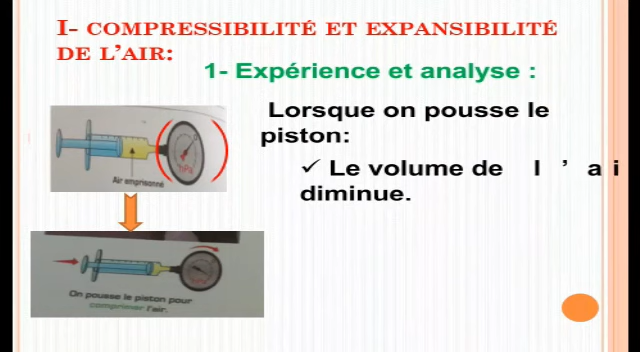 I- COMPRESSIBILITÉ ET EXPANSIBILITÉ
DE L’AIR:
1- Expérience et analyse :
Lorsque on pousse le
piston:
✓ Le volume de l ’ a i
diminue.
hPa
Air emprisonné
On pousse le piston pour
comprimer l'air.